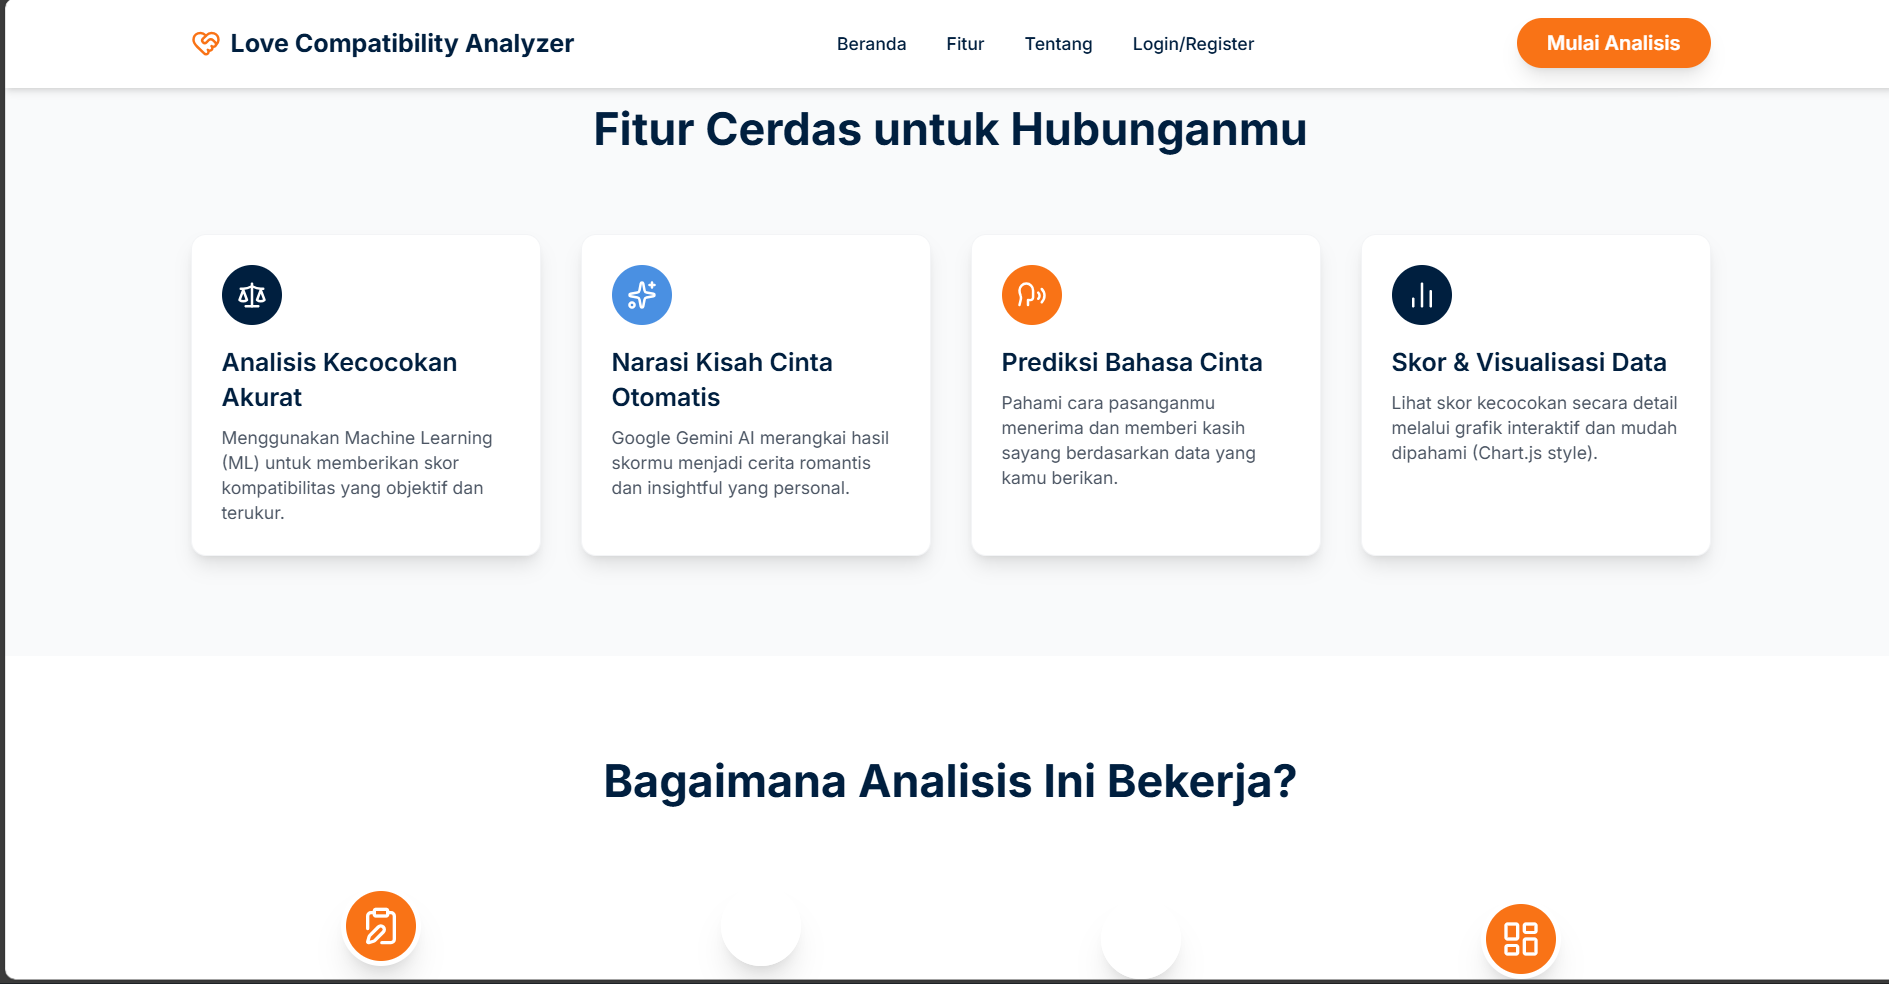 Love Compatibility Analyzer
Beranda
Fitur
Tentang
Login/Register
Mulai Analisis
Fitur Cerdas untuk Hubunganmu
Analisis Kecocokan
Akurat
Menggunakan Machine Learning
(ML) untuk memberikan skor
kompatibilitas yang objektif dan
terukur.
Narasi Kisah Cinta
Otomatis
Google Gemini AI merangkai hasil
skormu menjadi cerita romantis
dan insightful yang personal.
Prediksi Bahasa Cinta
Pahami cara pasanganmu
menerima dan memberi kasih
sayang berdasarkan data yang
kamu berikan.
Skor & Visualisasi Data
Lihat skor kecocokan secara detail
melalui grafik interaktif dan mudah
dipahami (Chart.js style).
Bagaimana Analisis Ini Bekerja?